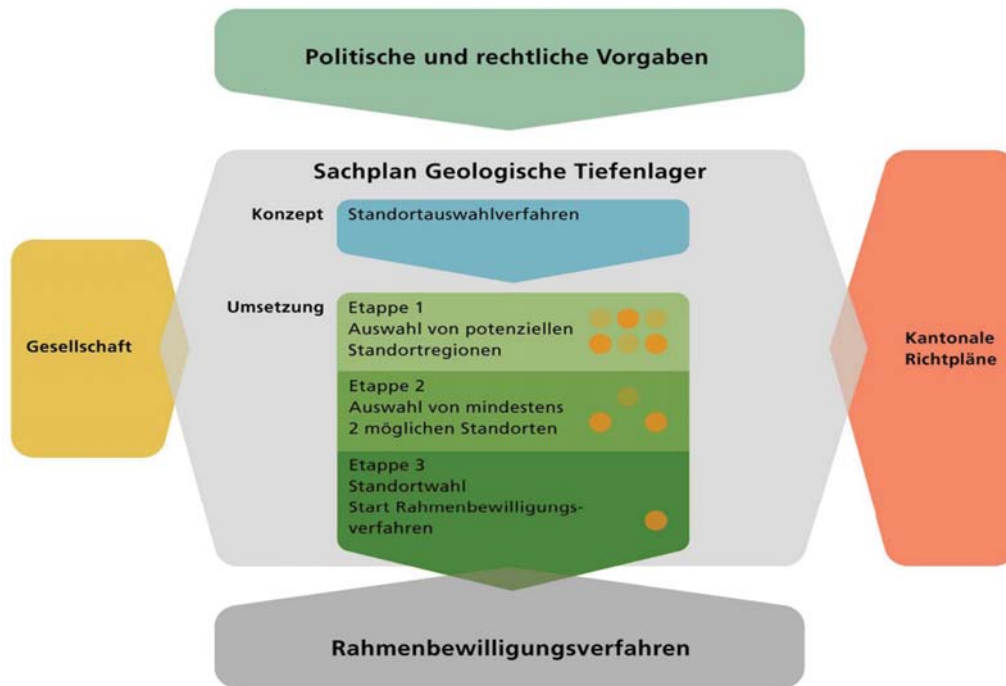 Politische und rechtliche Vorgaben
Sachplan Geologische Tiefenlager
Konzept
Standortauswahlverfahren
Umsetzung
Etappe 1
Auswahl von potenziellen
Standortregionen
Etappe 2
Auswahl von mindestens
2 möglichen Standorten
Etappe 3
Standortwahl
Start Rahmenbewilligungs-
verfahren
Gesellschaft
Kantonale
Richtpläne
Rahmenbewilligungsverfahren